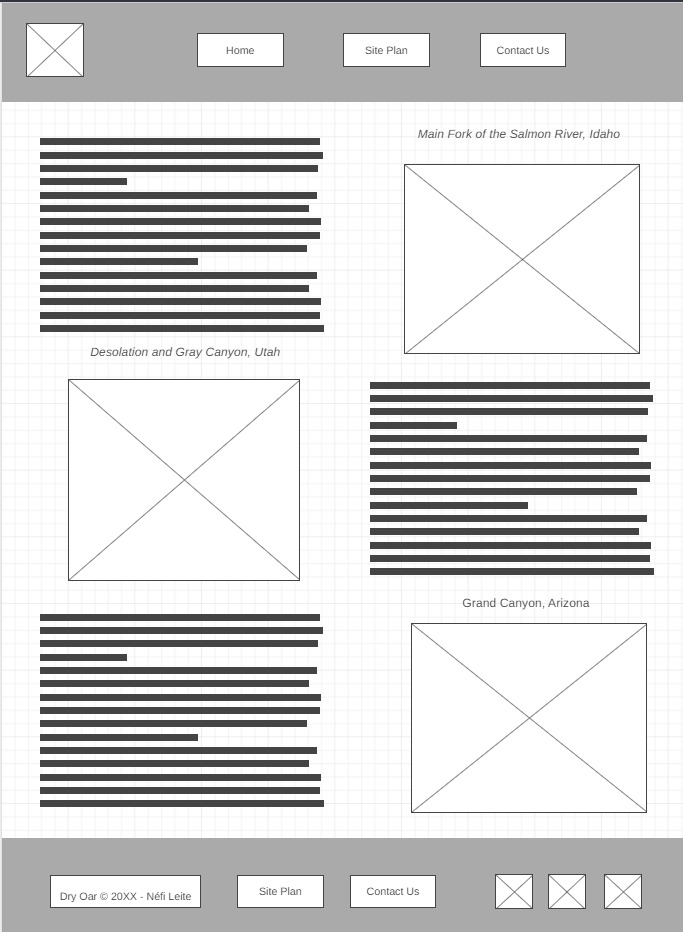 Home
Site Plan
Contact Us
Main Fork of the Salmon River, Idaho
Desolation and Gray Canyon, Utah
Grand Canyon, Arizona
Dry Oar © 20XX - Néfi Leite
Site Plan
Contact Us